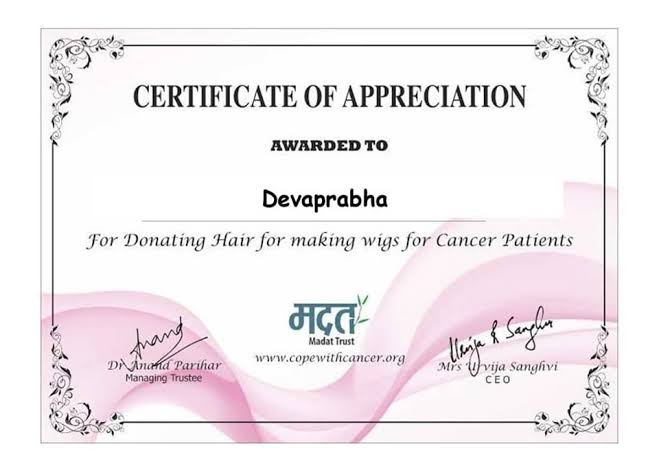 CERTIFICATE OF APPRECIATION
AWARDED TO
Devaprabha
For Donating Hair for making wigs for Cancer Patients
मदत
Madat Trust
www.copewithcancer.org
Anand
Dr Anand Parihar
Managing Trustee
Urvija R Sanghvi
Mrs Urvija Sanghvi
CEO